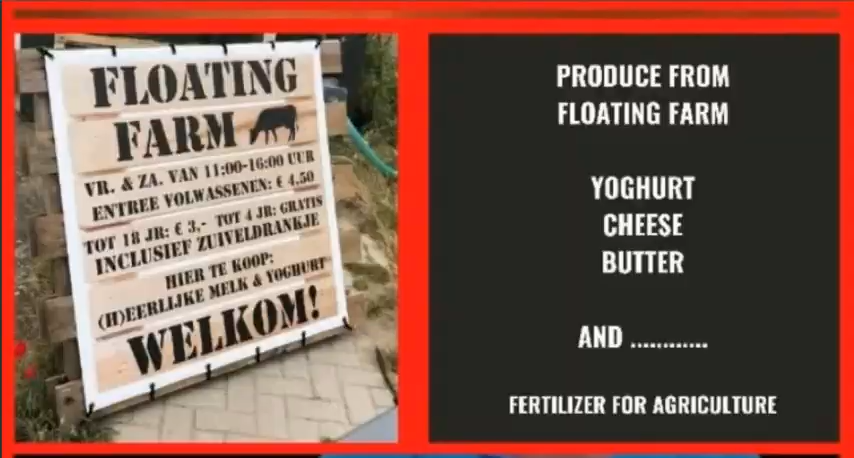 FLOATING
FARM
VR. & ZA. VAN 11:00-16:00 UUR
ENTREE VOLWASSENEN: € 4,50
TOT 18 JR: € 3,- TOT 4 JR: GRATIS
INCLUSIEF ZUIVELDRANKJE
HIER TE KOOP:
(H)EERLIJKE MELK & YOGHURT
WELKOM!
PRODUCE FROM
FLOATING FARM
YOGHURT
CHEESE
BUTTER
AND ............
FERTILIZER FOR AGRICULTURE